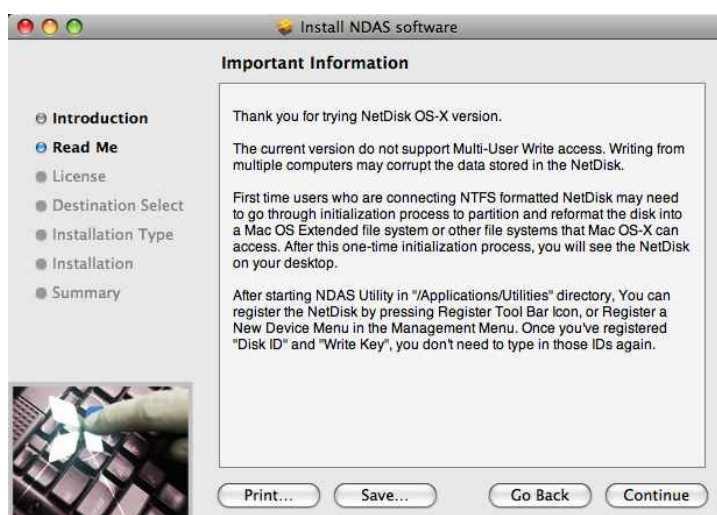 Install NDAS software
Important Information
Introduction
Read Me
License
Destination Select
Installation Type
Installation
Summary
Thank you for trying NetDisk OS-X version.
The current version do not support Multi-User Write access. Writing from
multiple computers may corrupt the data stored in the NetDisk.
First time users who are connecting NTFS formatted NetDisk may need
to go through initialization process to partition and reformat the disk into
a Mac OS Extended file system or other file systems that Mac OS-X can
access. After this one-time initialization process, you will see the NetDisk
on your desktop.
After starting NDAS Utility in "/Applications/Utilities" directory, You can
register the NetDisk by pressing Register Tool Bar Icon, or Register a
New Device Menu in the Management Menu. Once you've registered
"Disk ID" and "Write Key", you don't need to type in those IDs again.
Print...
Save...
Go Back
Continue